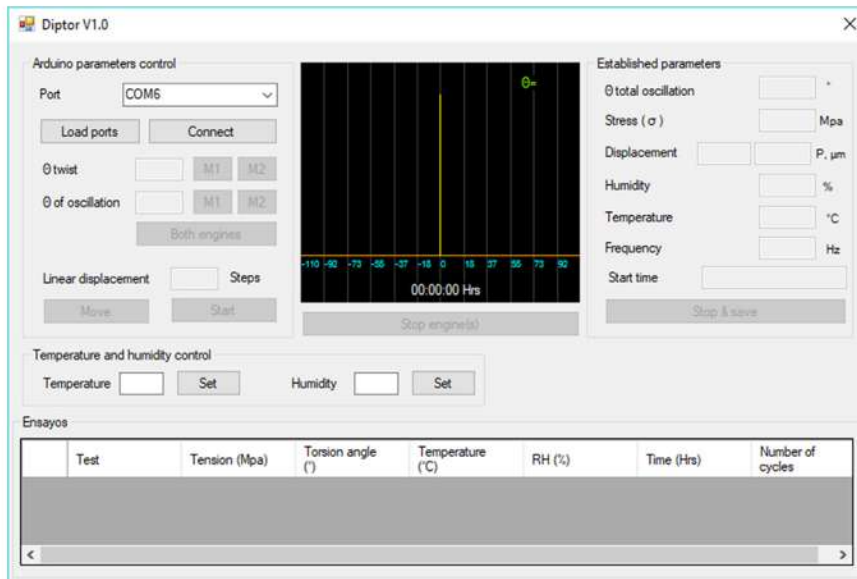 Diptor V1.0
Arduino parameters control
Port COM6
Load ports Connect
θ twist M1 M2
θ of oscillation M1 M2
Both engines
Linear displacement Steps
Move Start
θ=
-110 -92 -73 -55 -37 -18 0 18 37 55 73 92
00:00:00 Hrs
Stop engine(s)
Established parameters
θ total oscillation °
Stress ( σ ) Mpa
Displacement P, µm
Humidity %
Temperature °C
Frequency Hz
Start time
Stop & save
Temperature and humidity control
Temperature Set Humidity Set
Ensayos
Test Tension (Mpa) Torsion angle (°) Temperature (°C) RH (%) Time (Hrs) Number of cycles